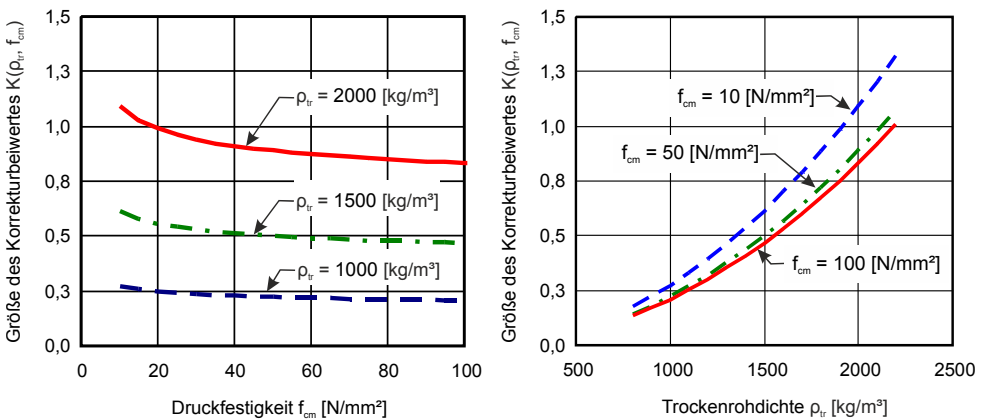 Größe des Korrekturbeiwertes K(ρtr, fcm)
1,5
1,3
1,0
0,8
0,5
0,3
0,0
ρtr = 2000 [kg/m³]
ρtr = 1500 [kg/m³]
ρtr = 1000 [kg/m³]
0 20 40 60 80 100
Druckfestigkeit fcm [N/mm²]
Größe des Korrekturbeiwertes K(ρtr, fcm)
1,5
1,3
1,0
0,8
0,5
0,3
0,0
fcm = 10 [N/mm²]
fcm = 50 [N/mm²]
fcm = 100 [N/mm²]
500 1000 1500 2000 2500
Trockenrohdichte ρtr [kg/m³]